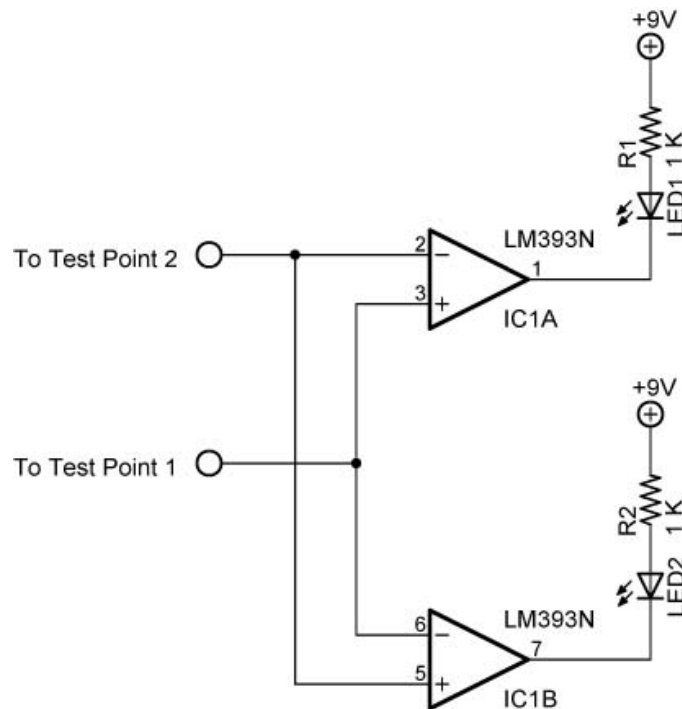 +9V
R1
1 K
LED1
To Test Point 2
2
−
3
+
LM393N
1
IC1A
+9V
To Test Point 1
R2
1 K
LED2
6
−
5
+
LM393N
7
IC1B